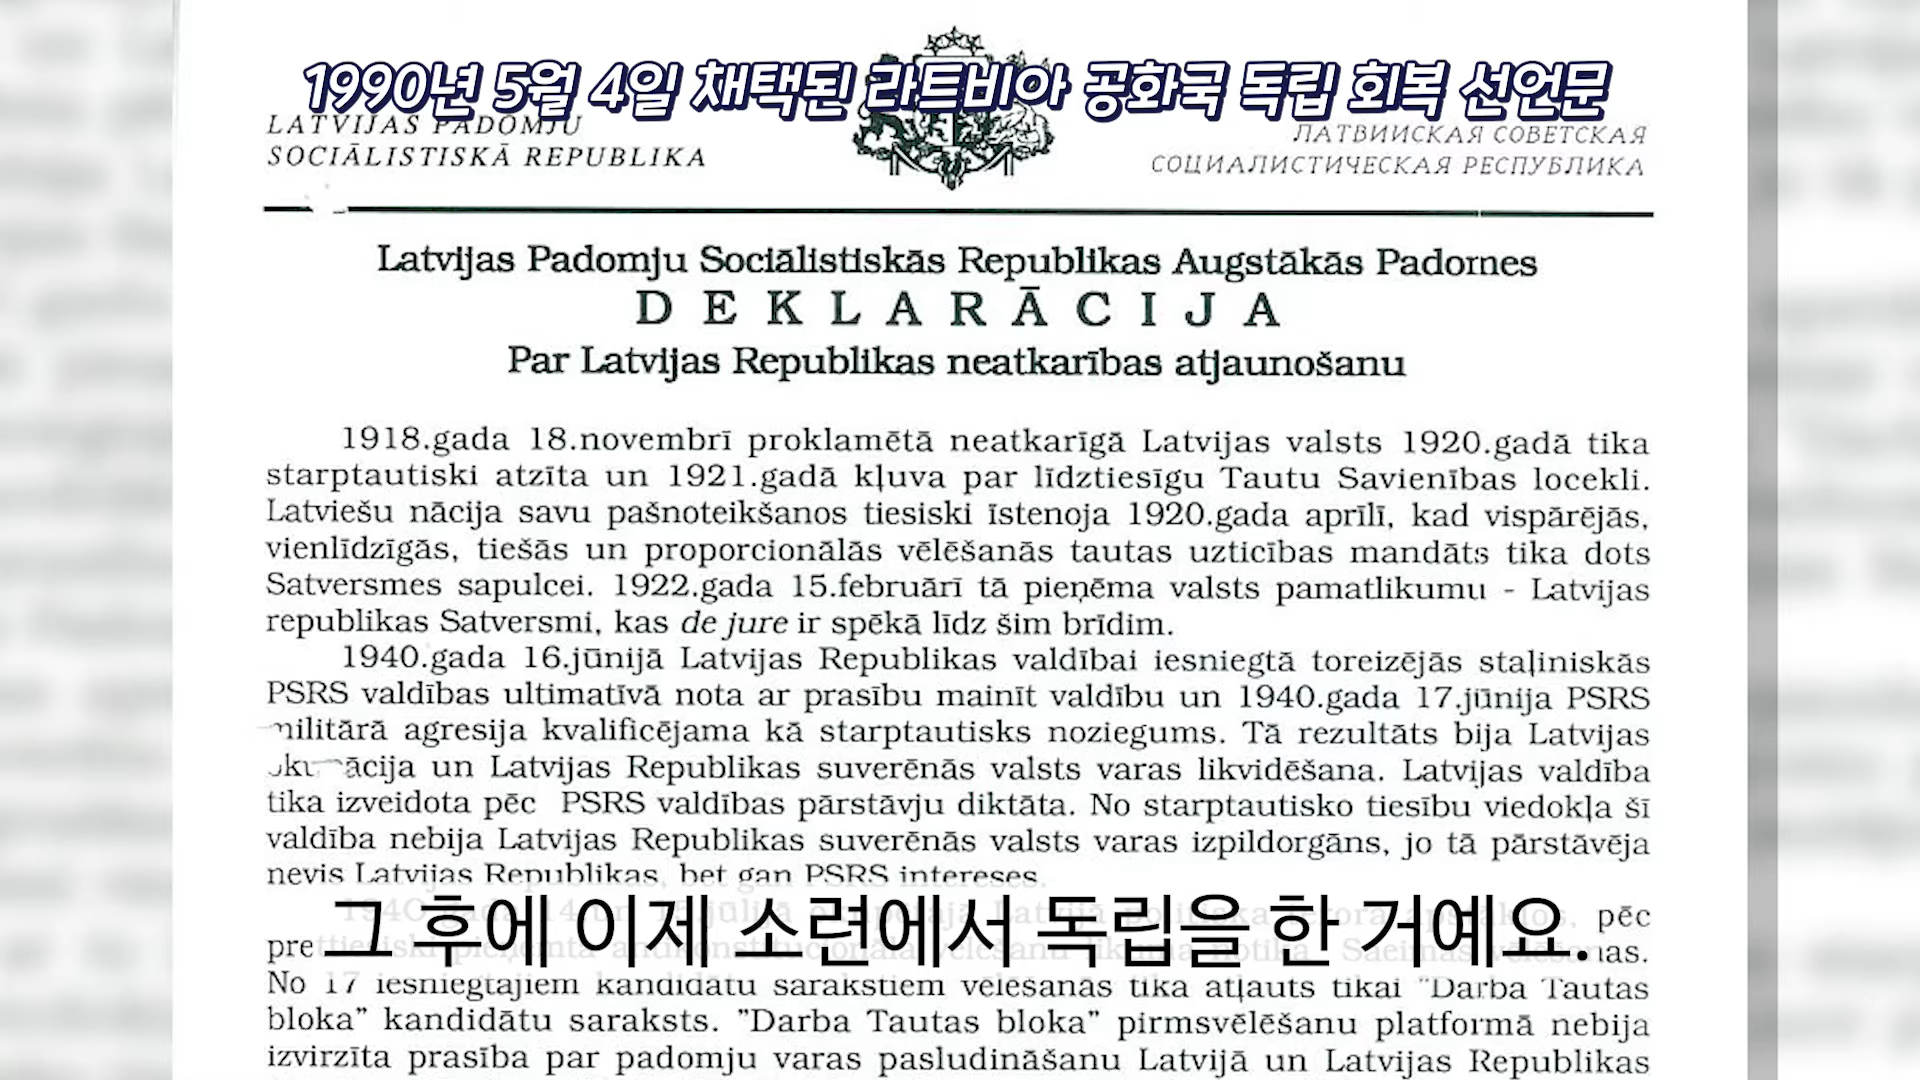 1990년 5월 4일 채택된 라트비아 공화국 독립 회복 선언문
LATVIJAS PADOMJU
SOCIĀLISTISKĀ REPUBLIKA
ЛАТВИЙСКАЯ СОВЕТСКАЯ
СОЦИАЛИСТИЧЕСКАЯ РЕСПУБЛИКА
Latvijas Padomju Sociālistiskās Republikas Augstākās Padomes
DEKLARĀCIJA
Par Latvijas Republikas neatkarības atjaunošanu
1918.gada 18.novembrī proklamētā neatkarīgā Latvijas valsts 1920.gadā tika
starptautiski atzīta un 1921.gadā kļuva par līdztiesīgu Tautu Savienības locekli.
Latviešu nācija savu pašnoteikšanos tiesiski īstenoja 1920.gada aprīlī, kad vispārējās,
vienlīdzīgās, tiešās un proporcionālās vēlēšanās tautas uzticības mandāts tika dots
Satversmes sapulcei. 1922.gada 15.februārī tā pieņēma valsts pamatlikumu - Latvijas
republikas Satversmi, kas de jure ir spēkā līdz šim brīdim.
1940.gada 16.jūnijā Latvijas Republikas valdībai iesniegtā toreizējās staļiniskās
PSRS valdības ultimatīvā nota ar prasību mainīt valdību un 1940.gada 17.jūnija PSRS
militārā agresija kvalificējama kā starptautisks noziegums. Tā rezultāts bija Latvijas
un Latvijas Republikas suverēnās valsts varas likvidēšana. Latvijas valdība
tika izveidota pēc PSRS valdības pārstāvju diktāta. No starptautisko tiesību viedokļa šī
valdība nebija Latvijas Republikas suverēnās valsts varas izpildorgāns, jo tā pārstāvēja
nevis Latvijas Republikas, bet gan PSRS intereses.
pēc
그 후에 이제 소련에서 독립을 한 거예요.
No 17 iesniegtajiem kandidātu sarakstiem vēlēšanās tika atļauts tikai "Darba Tautas
bloka" kandidātu saraksts. "Darba Tautas bloka" pirmsvēlēšanu platformā nebija
izvirzīta prasība par padomju varas pasludināšanu Latvijā un Latvijas Republikas